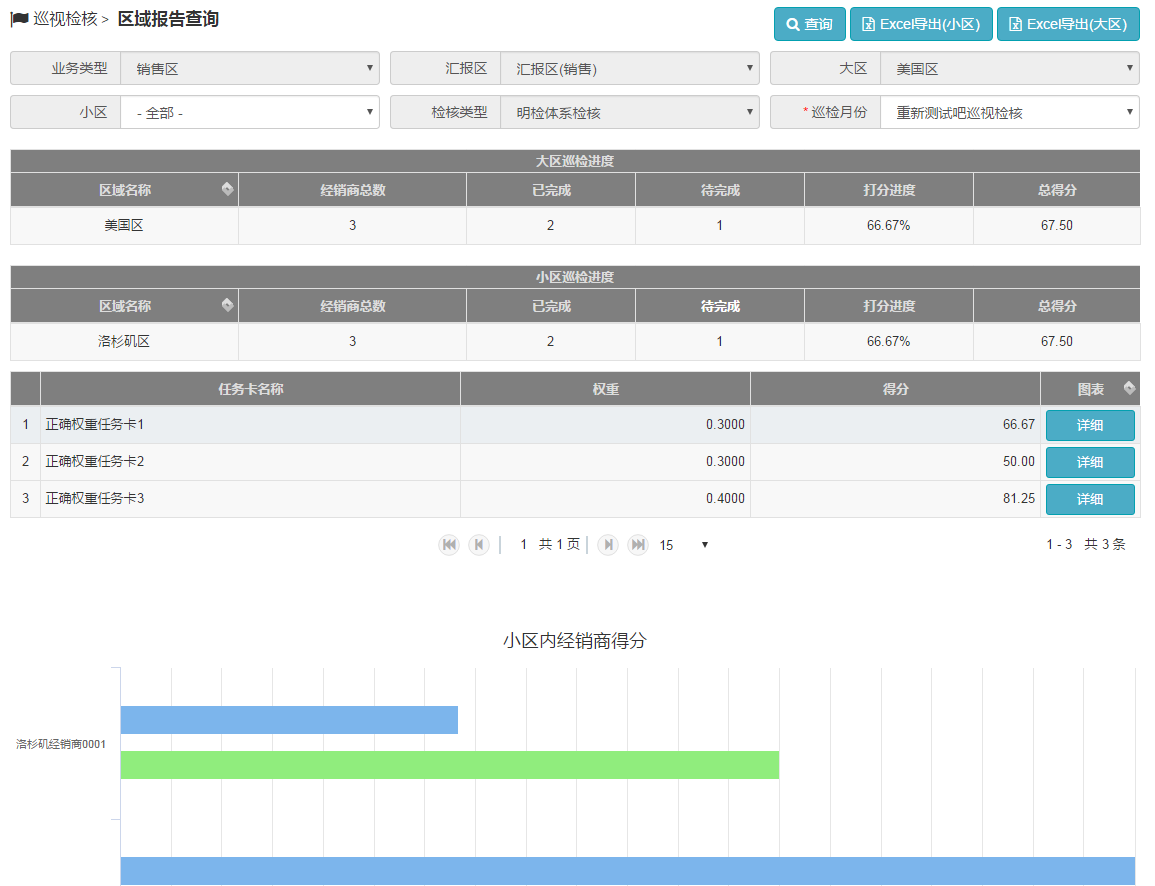 巡视检核 > 区域报告查询
查询 Excel导出(小区) Excel导出(大区)
业务类型 销售区 汇报区 汇报区(销售) 大区 美国区
小区 - 全部 - 检核类型 明检体系检核 * 巡检月份 重新测试吧巡视检核
大区巡检进度
区域名称 经销商总数 已完成 待完成 打分进度 总得分
美国区 3 2 1 66.67% 67.50
小区巡检进度
区域名称 经销商总数 已完成 待完成 打分进度 总得分
洛杉矶区 3 2 1 66.67% 67.50
任务卡名称 权重 得分 图表
1 正确权重任务卡1 0.3000 66.67 详细
2 正确权重任务卡2 0.3000 50.00 详细
3 正确权重任务卡3 0.4000 81.25 详细
1 共 1 页 15 1 - 3 共 3 条
小区内经销商得分
洛杉矶经销商0001